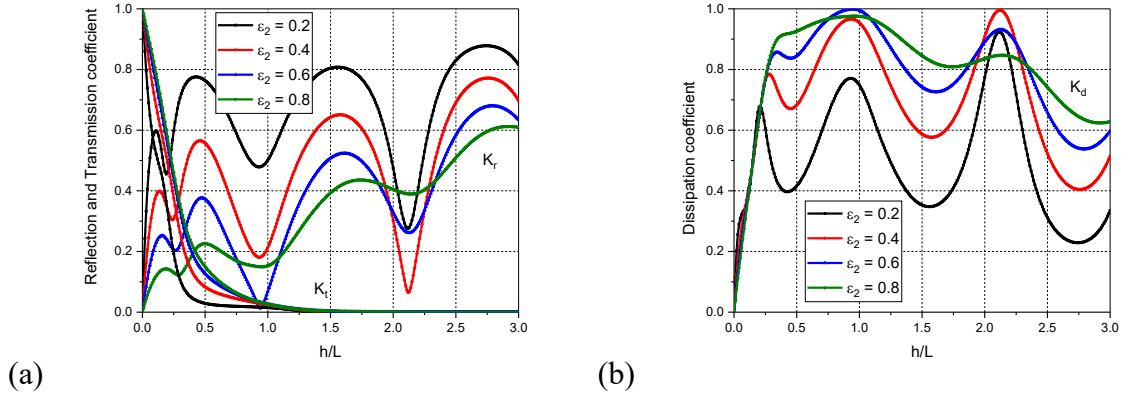 Reflection and Transmission coefficient
1.0
0.8
0.6
0.4
0.2
0.0
ε2 = 0.2
ε2 = 0.4
ε2 = 0.6
ε2 = 0.8
Kr
Kt
0.0 0.5 1.0 1.5 2.0 2.5 3.0
h/L
(a)
Dissipation coefficient
1.0
0.8
0.6
0.4
0.2
0.0
Kd
ε2 = 0.2
ε2 = 0.4
ε2 = 0.6
ε2 = 0.8
0.0 0.5 1.0 1.5 2.0 2.5 3.0
h/L
(b)